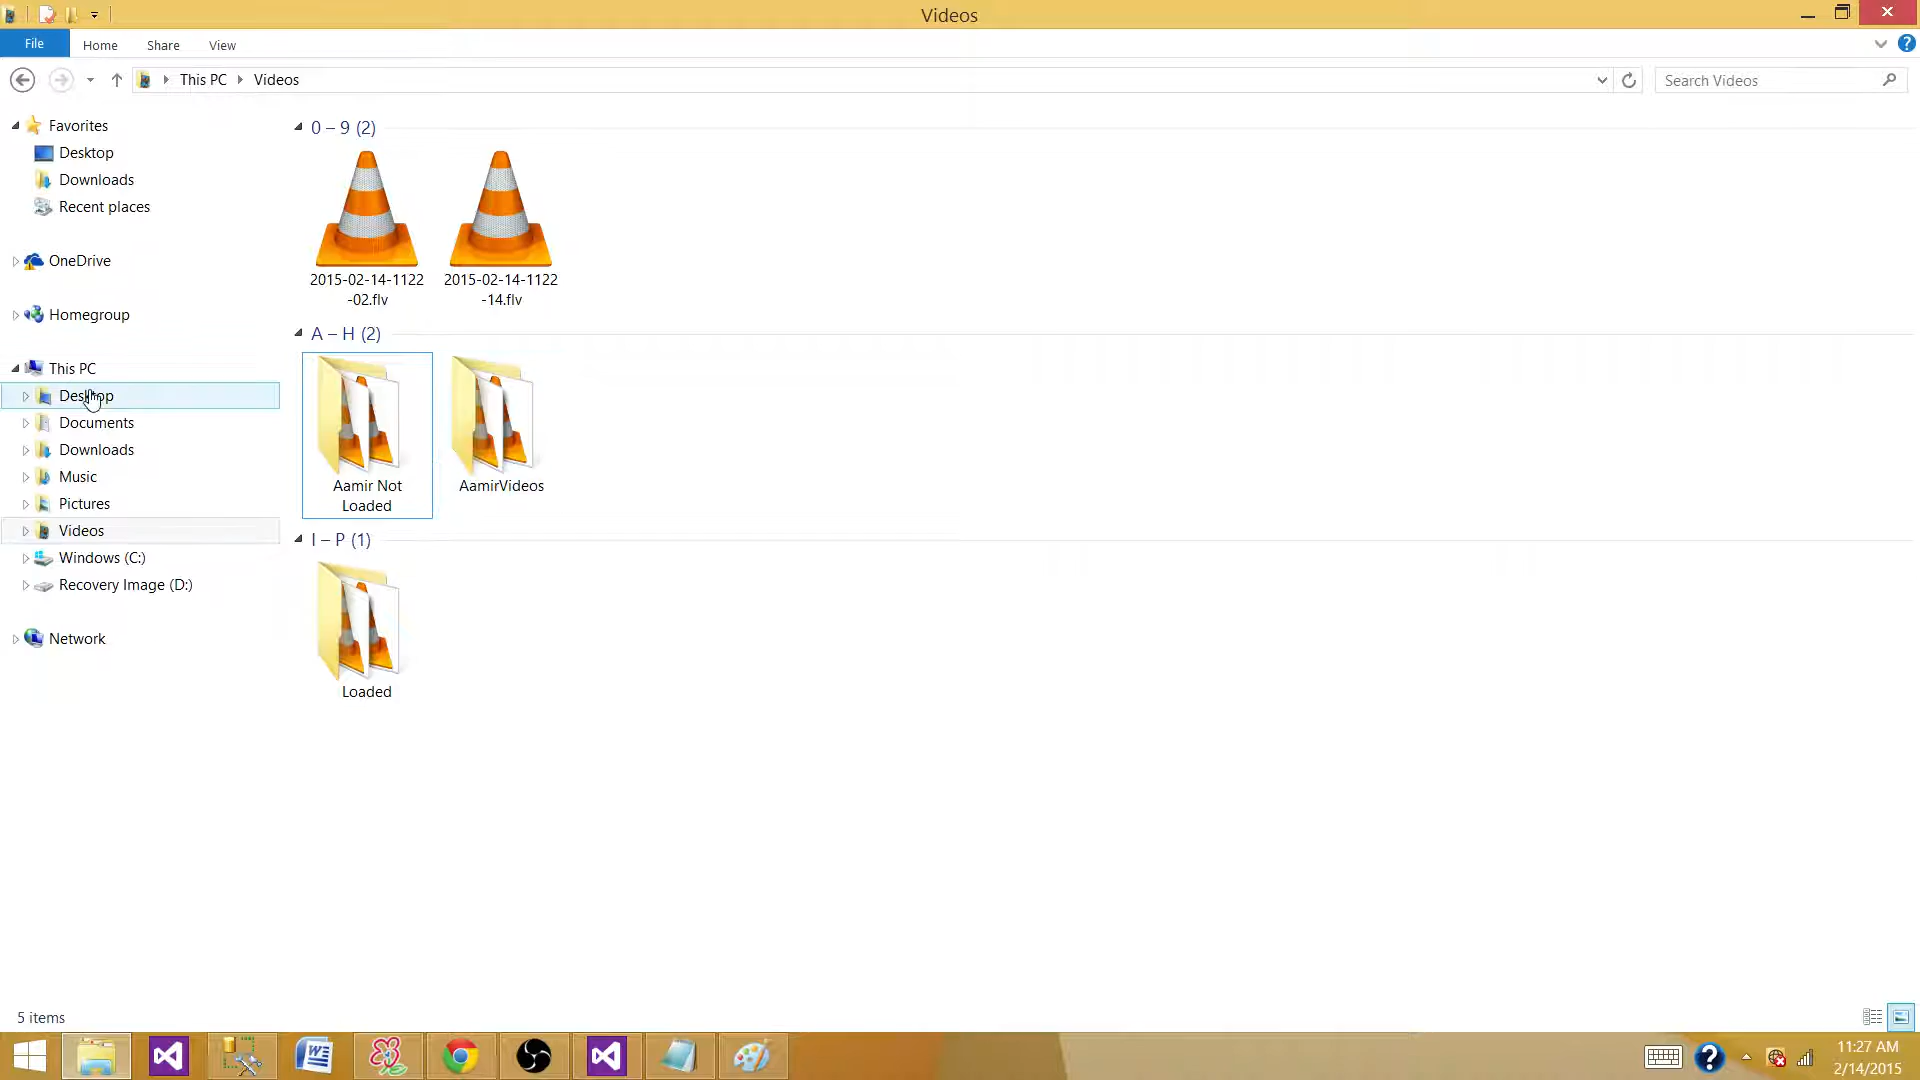 Videos
File
Home
Share
View
This PC
Videos
Search Videos
Favorites
Desktop
Downloads
Recent places
OneDrive
Homegroup
This PC
Desktop
Documents
Downloads
Music
Pictures
Videos
Windows (C:)
Recovery Image (D:)
Network
0 – 9 (2)
2015-02-14-1122
-02.flv
2015-02-14-1122
-14.flv
A – H (2)
Aamir Not
Loaded
AamirVideos
I – P (1)
Loaded
5 items
11:27 AM
2/14/2015